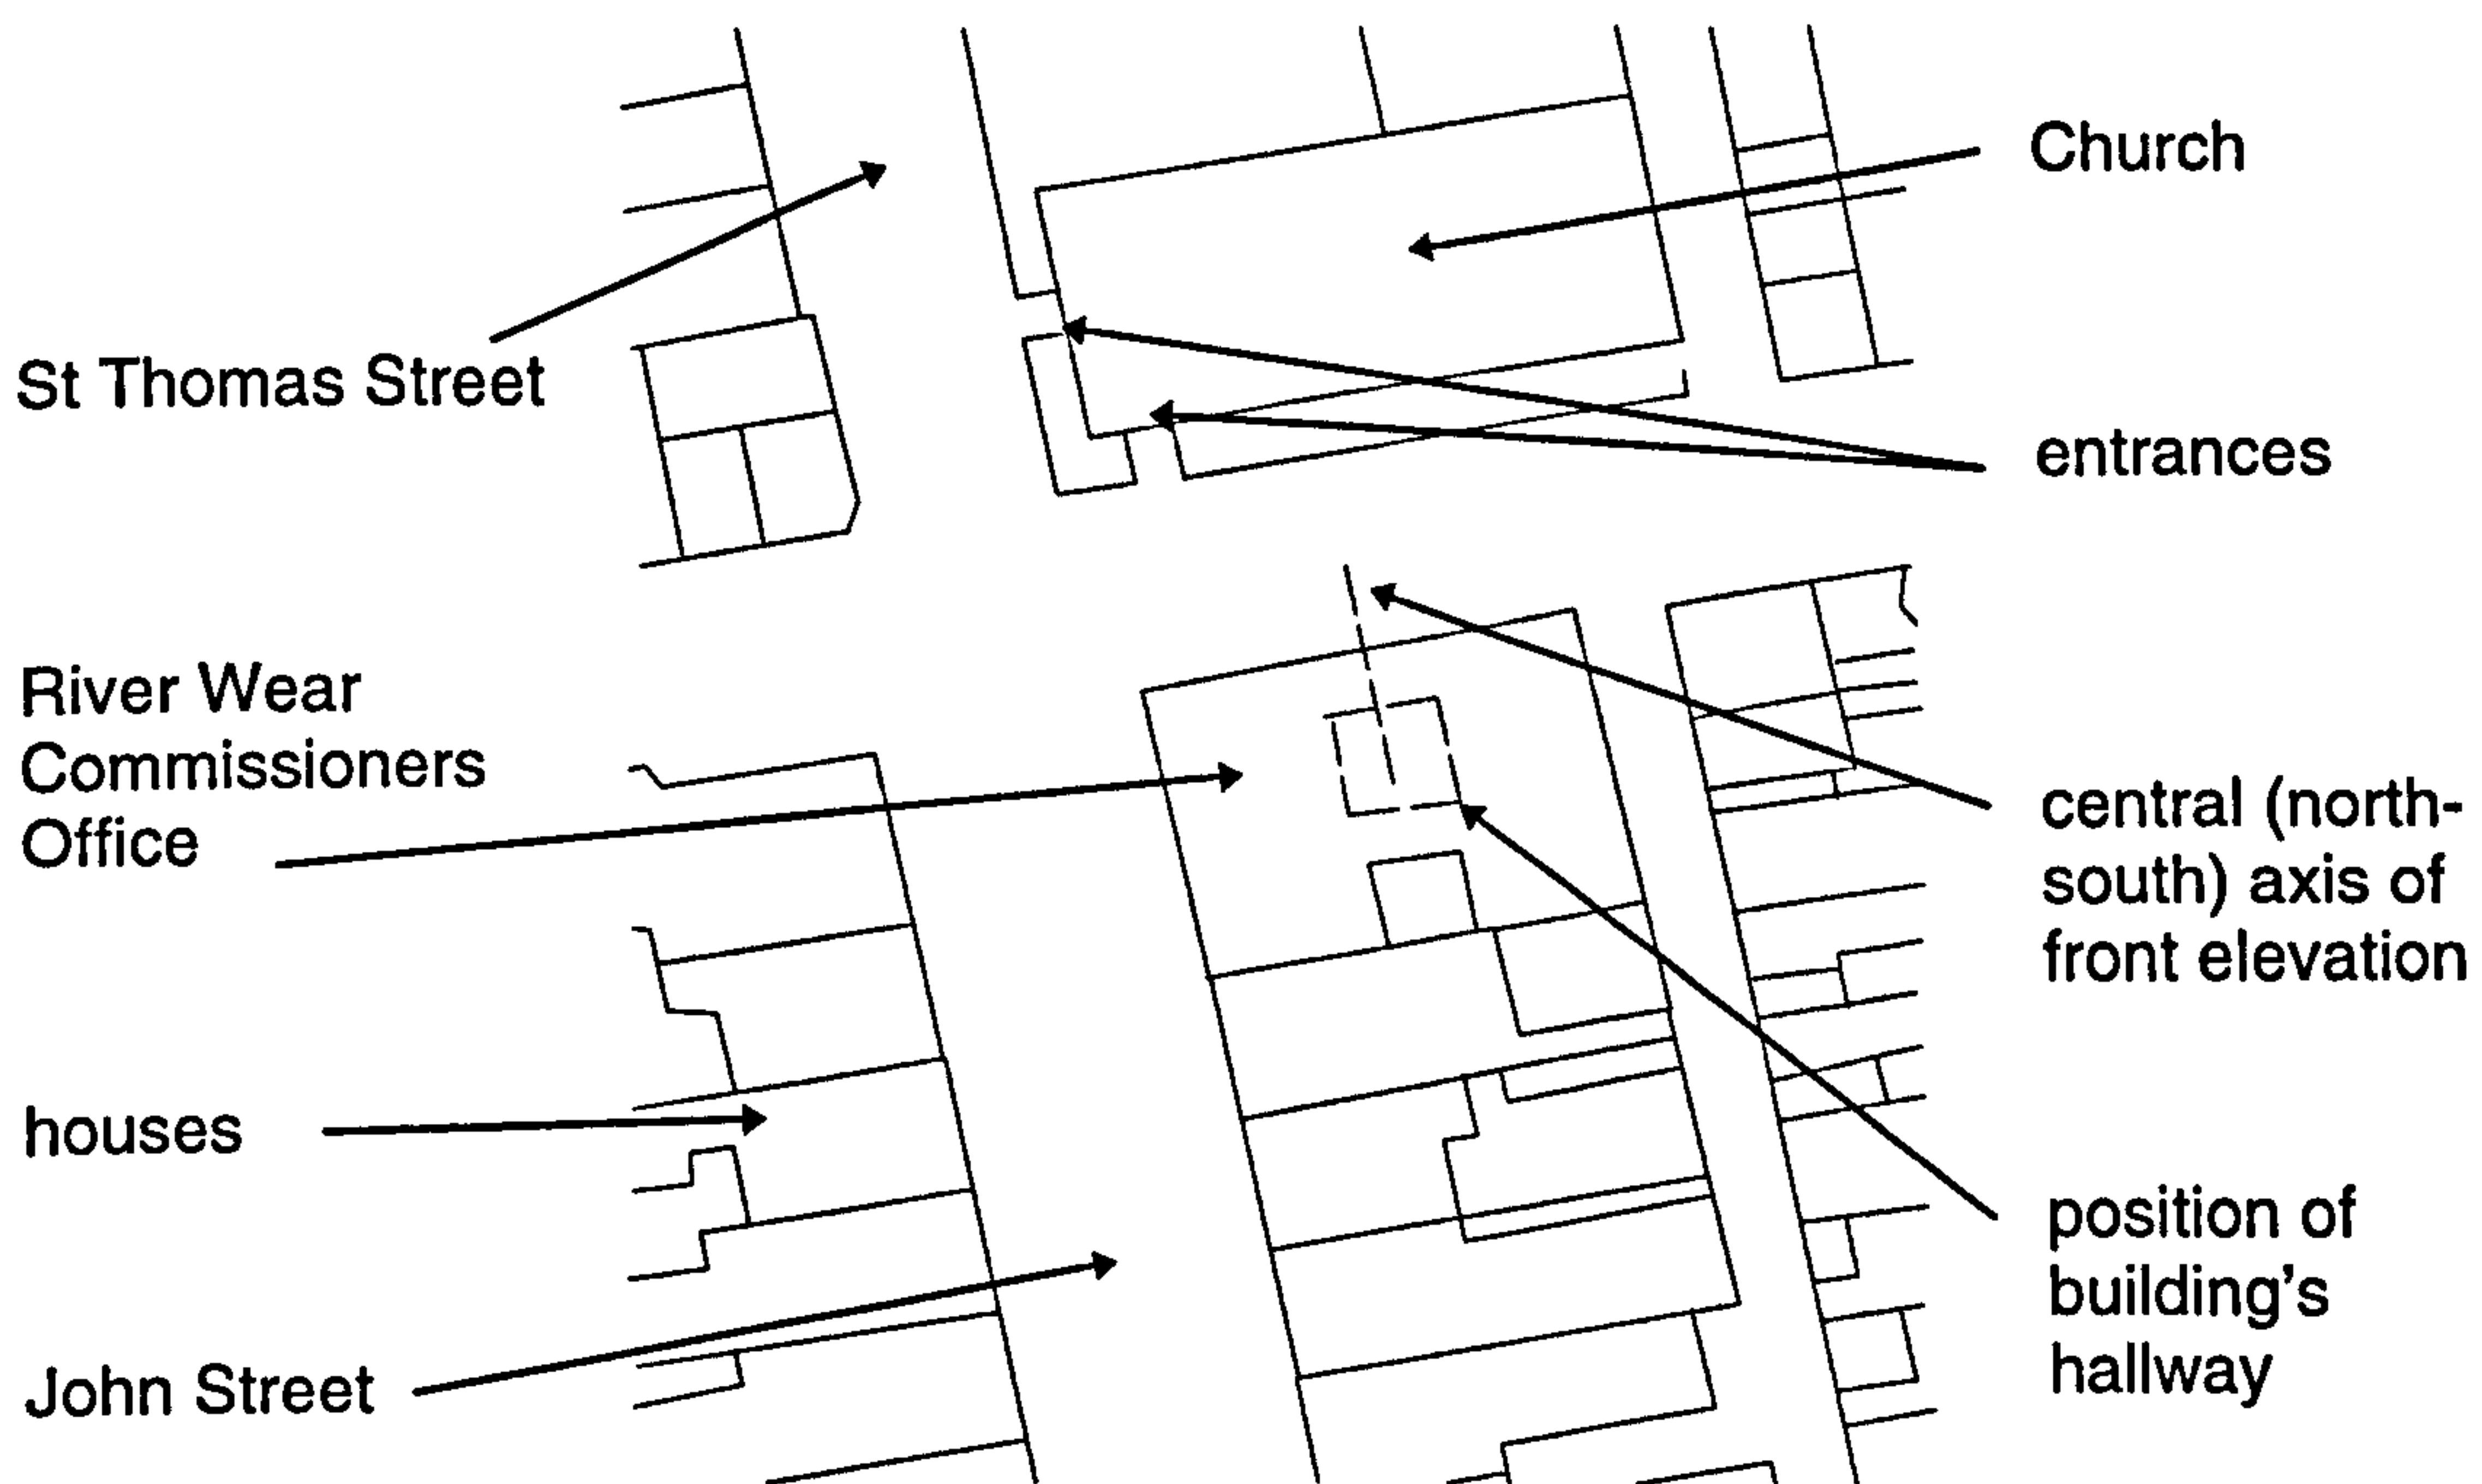 Church
St Thomas Street
entrances
River Wear
Commissioners
Office
central (north-
south) axis of
front elevation
houses
position of
building's
hallway
John Street